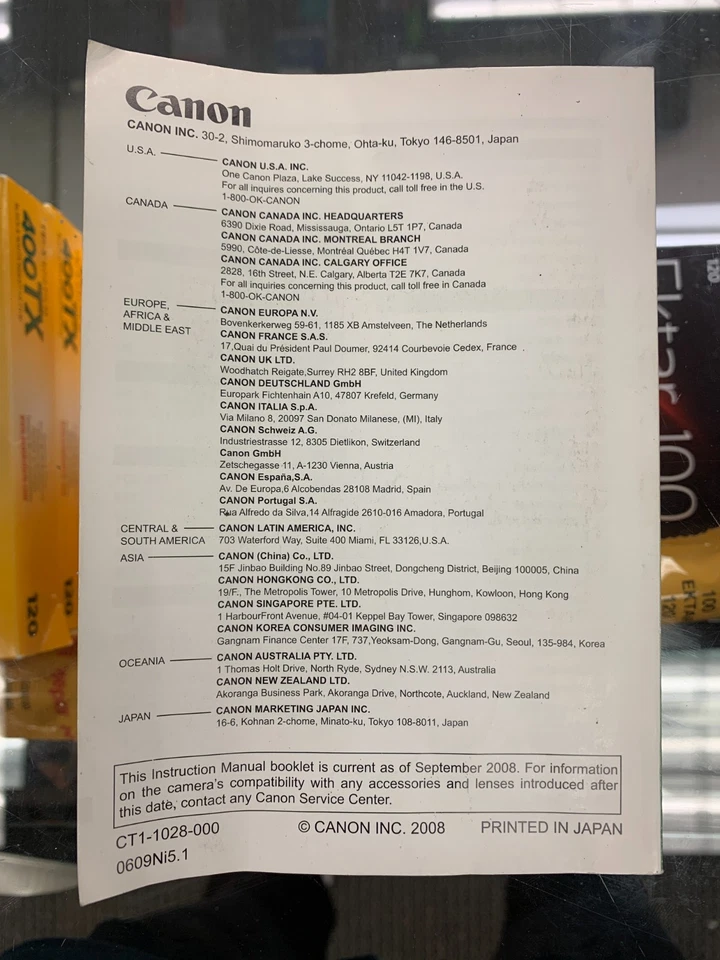 Canon
CANON INC. 30-2, Shimomaruko 3-chome, Ohta-ku, Tokyo 146-8501, Japan
U.S.A.
CANON U.S.A. INC.
One Canon Plaza, Lake Success, NY 11042-1198, U.S.A.
For all inquires concerning this product, call toll free in the U.S.
1-800-OK-CANON
CANADA
CANON CANADA INC. HEADQUARTERS
6390 Dixie Road, Mississauga, Ontario L5T 1P7, Canada
CANON CANADA INC. MONTREAL BRANCH
5990, Côte-de-Liesse, Montréal Québec H4T 1V7, Canada
CANON CANADA INC. CALGARY OFFICE
2828, 16th Street, N.E. Calgary, Alberta T2E 7K7, Canada
For all inquiries concerning this product, call toll free in Canada
1-800-OK-CANON
EUROPE,
AFRICA &
MIDDLE EAST
CANON EUROPA N.V.
Bovenkerkerweg 59-61, 1185 XB Amstelveen, The Netherlands
CANON FRANCE S.A.S.
17,Quai du Président Paul Doumer, 92414 Courbevoie Cedex, France
CANON UK LTD.
Woodhatch Reigate,Surrey RH2 8BF, United Kingdom
CANON DEUTSCHLAND GmbH
Europark Fichtenhain A10, 47807 Krefeld, Germany
CANON ITALIA S.p.A.
Via Milano 8, 20097 San Donato Milanese, (MI), Italy
CANON Schweiz A.G.
Industriestrasse 12, 8305 Dietlikon, Switzerland
Canon GmbH
Zetschegasse 11, A-1230 Vienna, Austria
CANON España,S.A.
Av. De Europa,6 Alcobendas 28108 Madrid, Spain
CANON Portugal S.A.
Rua Alfredo da Silva,14 Alfragide 2610-016 Amadora, Portugal
CENTRAL &
SOUTH AMERICA
CANON LATIN AMERICA, INC.
703 Waterford Way, Suite 400 Miami, FL 33126,U.S.A.
ASIA
CANON (China) Co., LTD.
15F Jinbao Building No.89 Jinbao Street, Dongcheng District, Beijing 100005, China
CANON HONGKONG CO., LTD.
19/F., The Metropolis Tower, 10 Metropolis Drive, Hunghom, Kowloon, Hong Kong
CANON SINGAPORE PTE. LTD.
1 HarbourFront Avenue, #04-01 Keppel Bay Tower, Singapore 098632
CANON KOREA CONSUMER IMAGING INC.
Gangnam Finance Center 17F, 737,Yeoksam-Dong, Gangnam-Gu, Seoul, 135-984, Korea
OCEANIA
CANON AUSTRALIA PTY. LTD.
1 Thomas Holt Drive, North Ryde, Sydney N.S.W. 2113, Australia
CANON NEW ZEALAND LTD.
Akoranga Business Park, Akoranga Drive, Northcote, Auckland, New Zealand
JAPAN
CANON MARKETING JAPAN INC.
16-6, Kohnan 2-chome, Minato-ku, Tokyo 108-8011, Japan
This Instruction Manual booklet is current as of September 2008. For information
on the camera's compatibility with any accessories and lenses introduced after
this date, contact any Canon Service Center.
CT1-1028-000
© CANON INC. 2008
PRINTED IN JAPAN
0609Ni5.1
400TX
400TX
120
120
120
Ektar 100
100
120